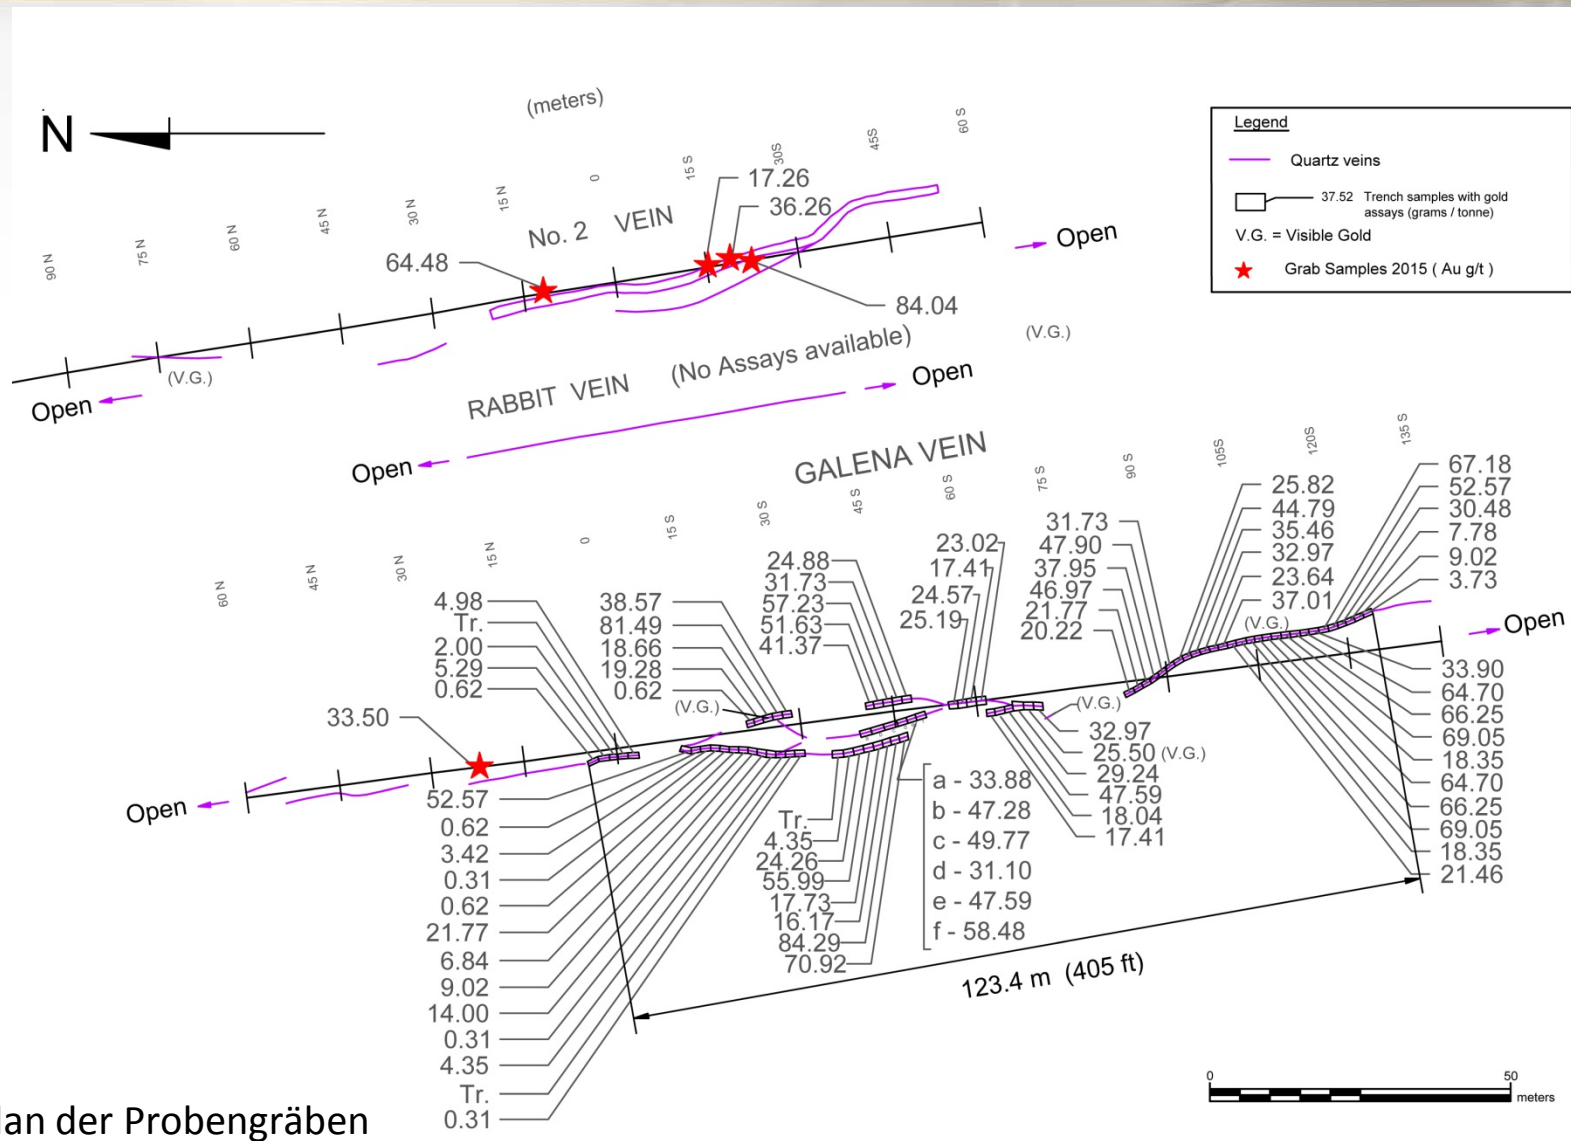 N
(meters)
90 N
75 N
60 N
45 N
30 N
15 N
0
15 S
30S
45S
60 S
No. 2 VEIN
64.48
17.26
36.26
84.04
Open
(V.G.)
Open
(V.G.)
Legend
Quartz veins
37.52 Trench samples with gold
assays (grams / tonne)
V.G. = Visible Gold
Grab Samples 2015 ( Au g/t )
RABBIT VEIN (No Assays available)
Open
Open
GALENA VEIN
60 N
45 N
30 N
15 N
0
15 S
30 S
45 S
60 S
75 S
90 S
105S
120S
135 S
Open
33.50
4.98
Tr.
2.00
5.29
0.62
38.57
81.49
18.66
19.28
0.62
(V.G.)
24.88
31.73
57.23
51.63
41.37
23.02
17.41
24.57
25.19
31.73
47.90
37.95
46.97
21.77
20.22
25.82
44.79
35.46
32.97
23.64
37.01
(V.G.)
67.18
52.57
30.48
7.78
9.02
3.73
Open
52.57
0.62
3.42
0.31
0.62
21.77
6.84
9.02
14.00
0.31
4.35
Tr.
0.31
Tr.
4.35
24.26
55.99
17.73
16.17
84.29
70.92
a - 33.88
b - 47.28
c - 49.77
d - 31.10
e - 47.59
f - 58.48
(V.G.)
32.97
25.50 (V.G.)
29.24
47.59
18.04
17.41
33.90
64.70
66.25
69.05
18.35
64.70
66.25
69.05
18.35
21.46
123.4 m (405 ft)
0 50
meters
lan der Probengräben